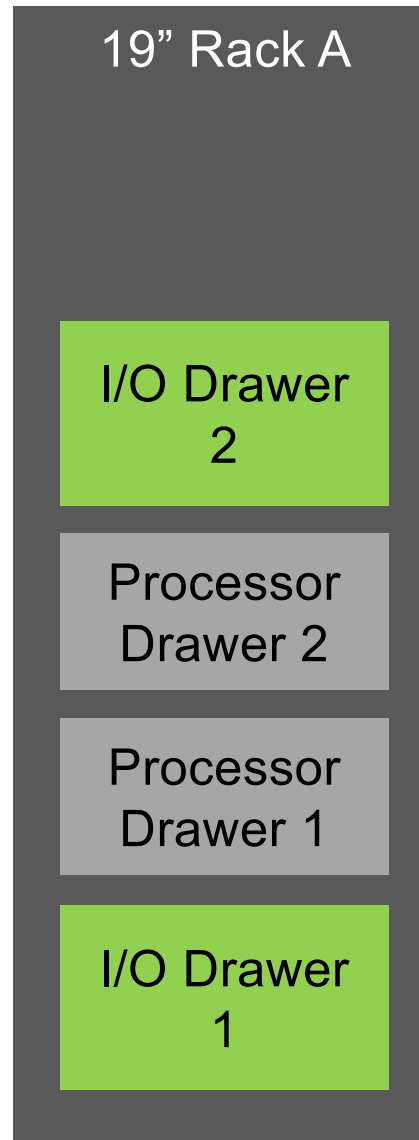 19” Rack A
I/O Drawer
2
Processor
Drawer 2
Processor
Drawer 1
I/O Drawer
1